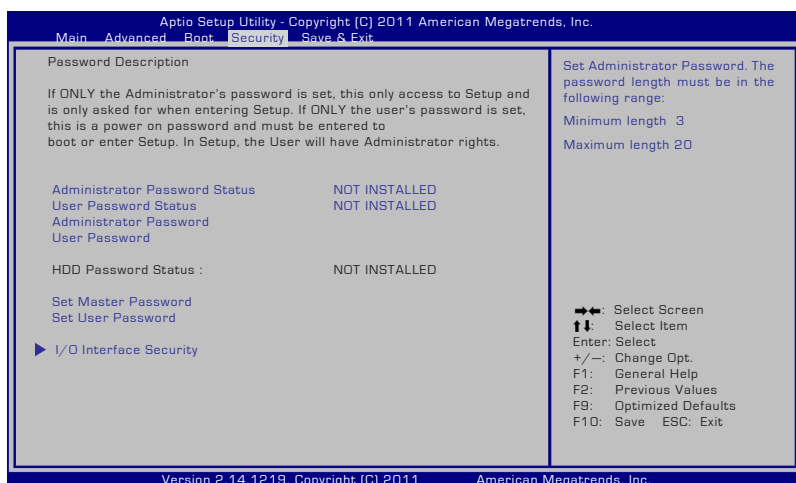 Aptio Setup Utility - Copyright (C) 2011 American Megatrends, Inc.
Main Advanced Boot Security Save & Exit
Password Description
If ONLY the Administrator's password is set, this only access to Setup and
is only asked for when entering Setup. If ONLY the user's password is set,
this is a power on password and must be entered to
boot or enter Setup. In Setup, the User will have Administrator rights.
Administrator Password Status NOT INSTALLED
User Password Status NOT INSTALLED
Administrator Password
User Password
HDD Password Status : NOT INSTALLED
Set Master Password
Set User Password
I/O Interface Security
Set Administrator Password. The
password length must be in the
following range:
Minimum length 3
Maximum length 20
→←: Select Screen
↑↓: Select Item
Enter: Select
+/—: Change Opt.
F1: General Help
F2: Previous Values
F9: Optimized Defaults
F10: Save ESC: Exit
Version 2.14.1219. Copyright (C) 2011 American Megatrends, Inc.